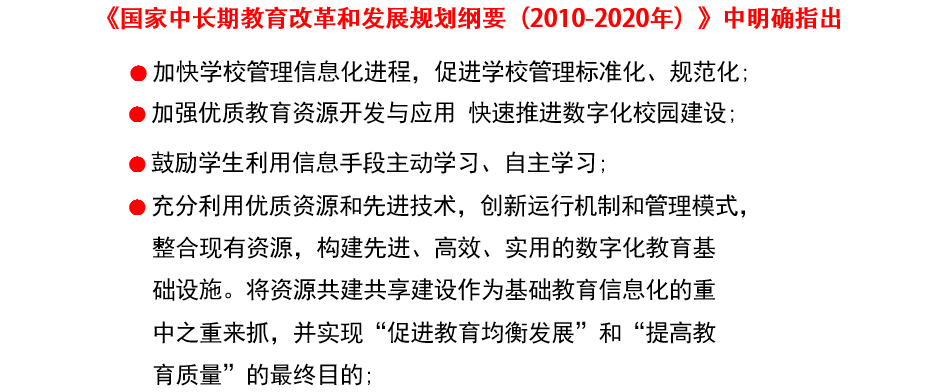 《国家中长期教育改革和发展规划纲要（2010-2020年）》中明确指出
● 加快学校管理信息化进程，促进学校管理标准化、规范化;
● 加强优质教育资源开发与应用 快速推进数字化校园建设;
● 鼓励学生利用信息手段主动学习、自主学习;
● 充分利用优质资源和先进技术，创新运行机制和管理模式，
整合现有资源，构建先进、高效、实用的数字化教育基
础设施。将资源共建共享建设作为基础教育信息化的重
中之重来抓，并实现“促进教育均衡发展”和“提高教
育质量”的最终目的;